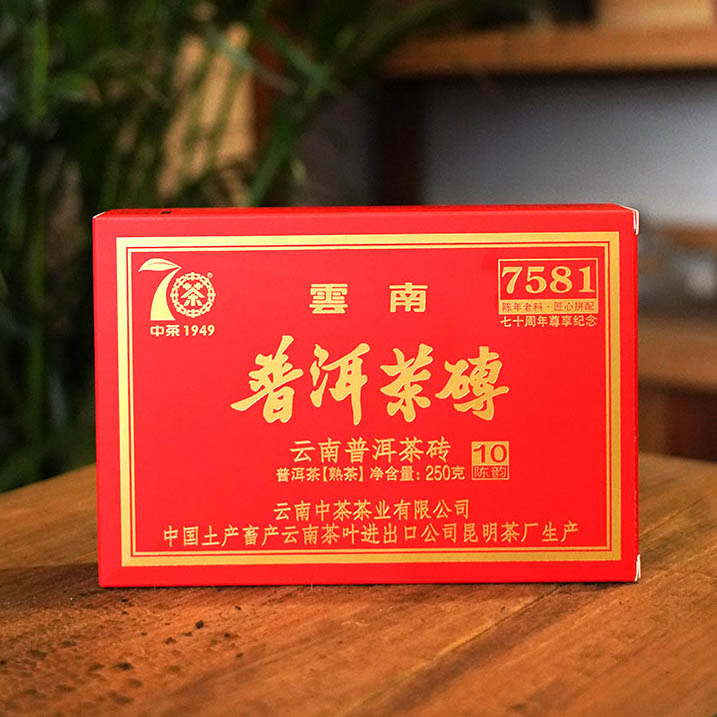 70 茶 ®
中茶1949
雲南
7581
陈年老料·匠心拼配
七十周年尊享纪念
普洱茶磚
云南普洱茶砖
普洱茶【熟茶】净含量:250克
10
陈韵
云南中茶茶业有限公司
中国土产畜产云南茶叶进出口公司昆明茶厂生产